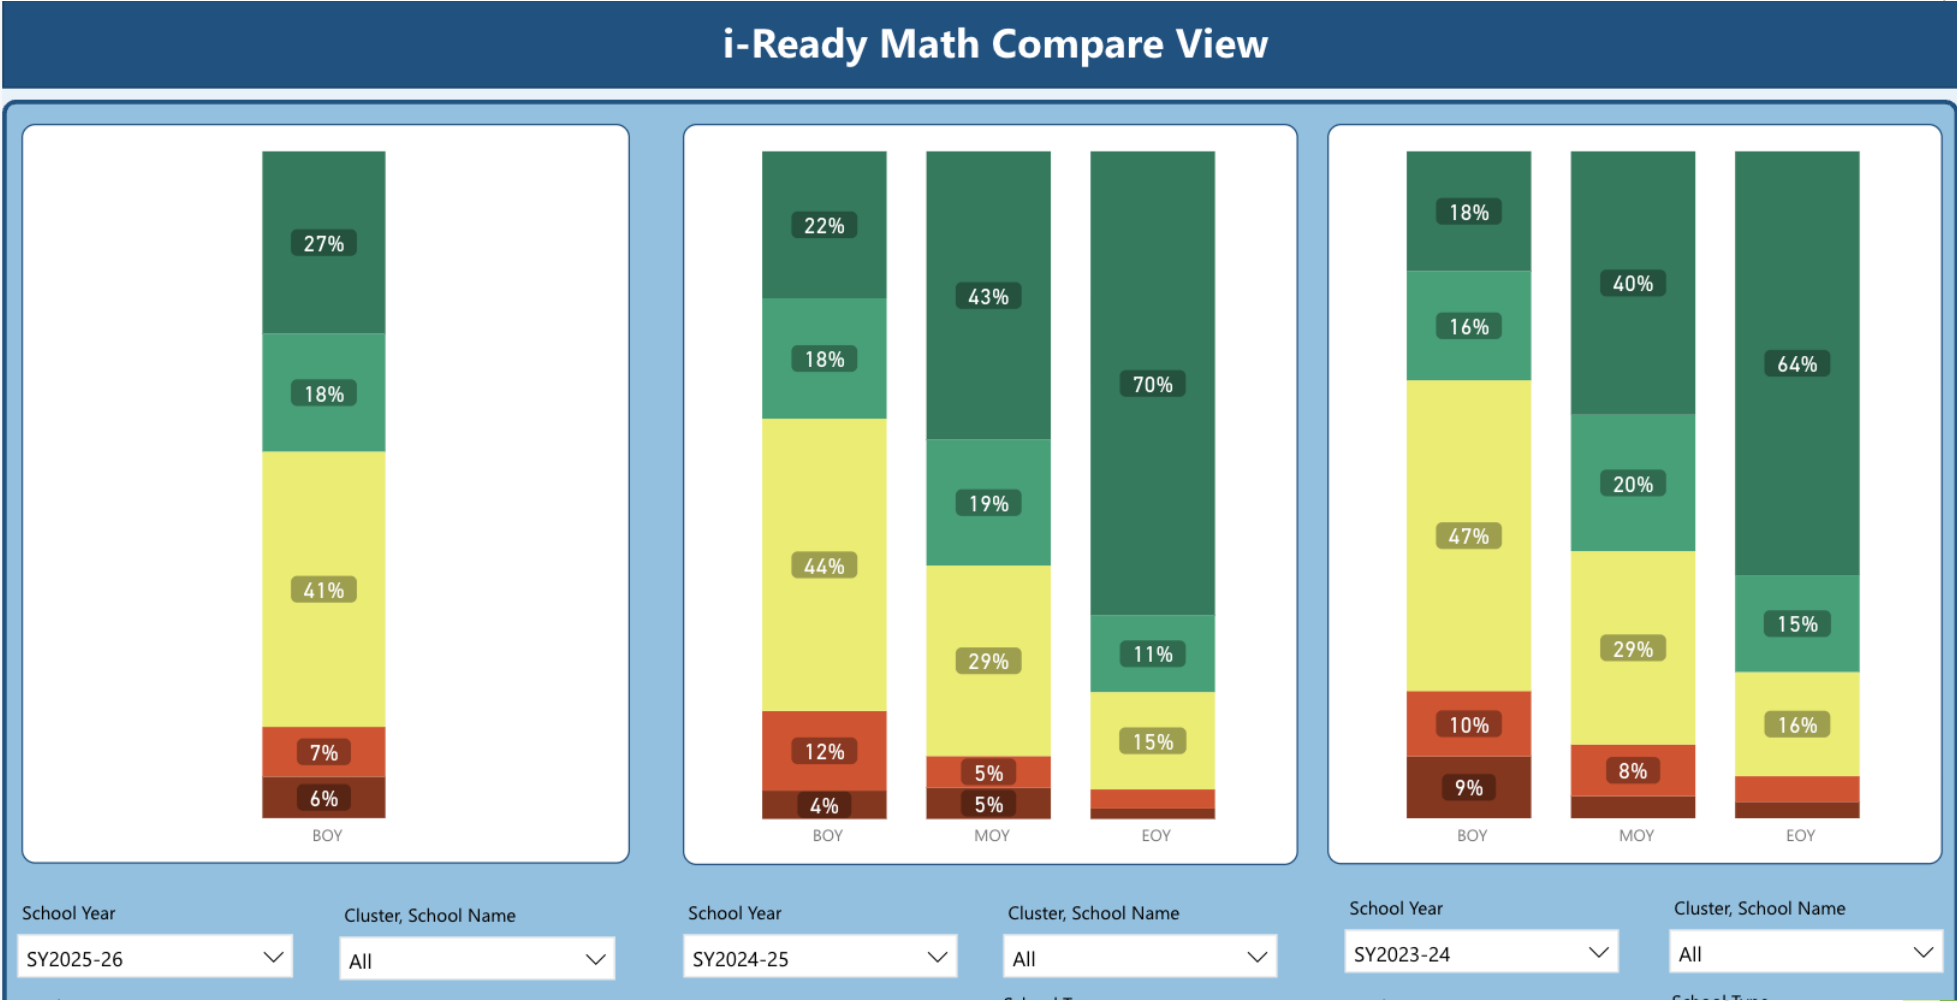 i-Ready Math Compare View
27%
18%
41%
7%
6%
BOY
22%
18%
44%
12%
4%
BOY
43%
19%
29%
5%
5%
MOY
70%
11%
15%
EOY
18%
16%
47%
10%
9%
BOY
40%
20%
29%
8%
MOY
64%
15%
16%
EOY
School Year
SY2025-26
Cluster, School Name
All
School Year
SY2024-25
Cluster, School Name
All
School Year
SY2023-24
Cluster, School Name
All